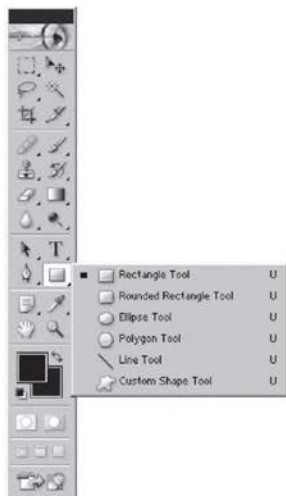 T
Rectangle Tool U
Rounded Rectangle Tool U
Ellipse Tool U
Polygon Tool U
Line Tool U
Custom Shape Tool U